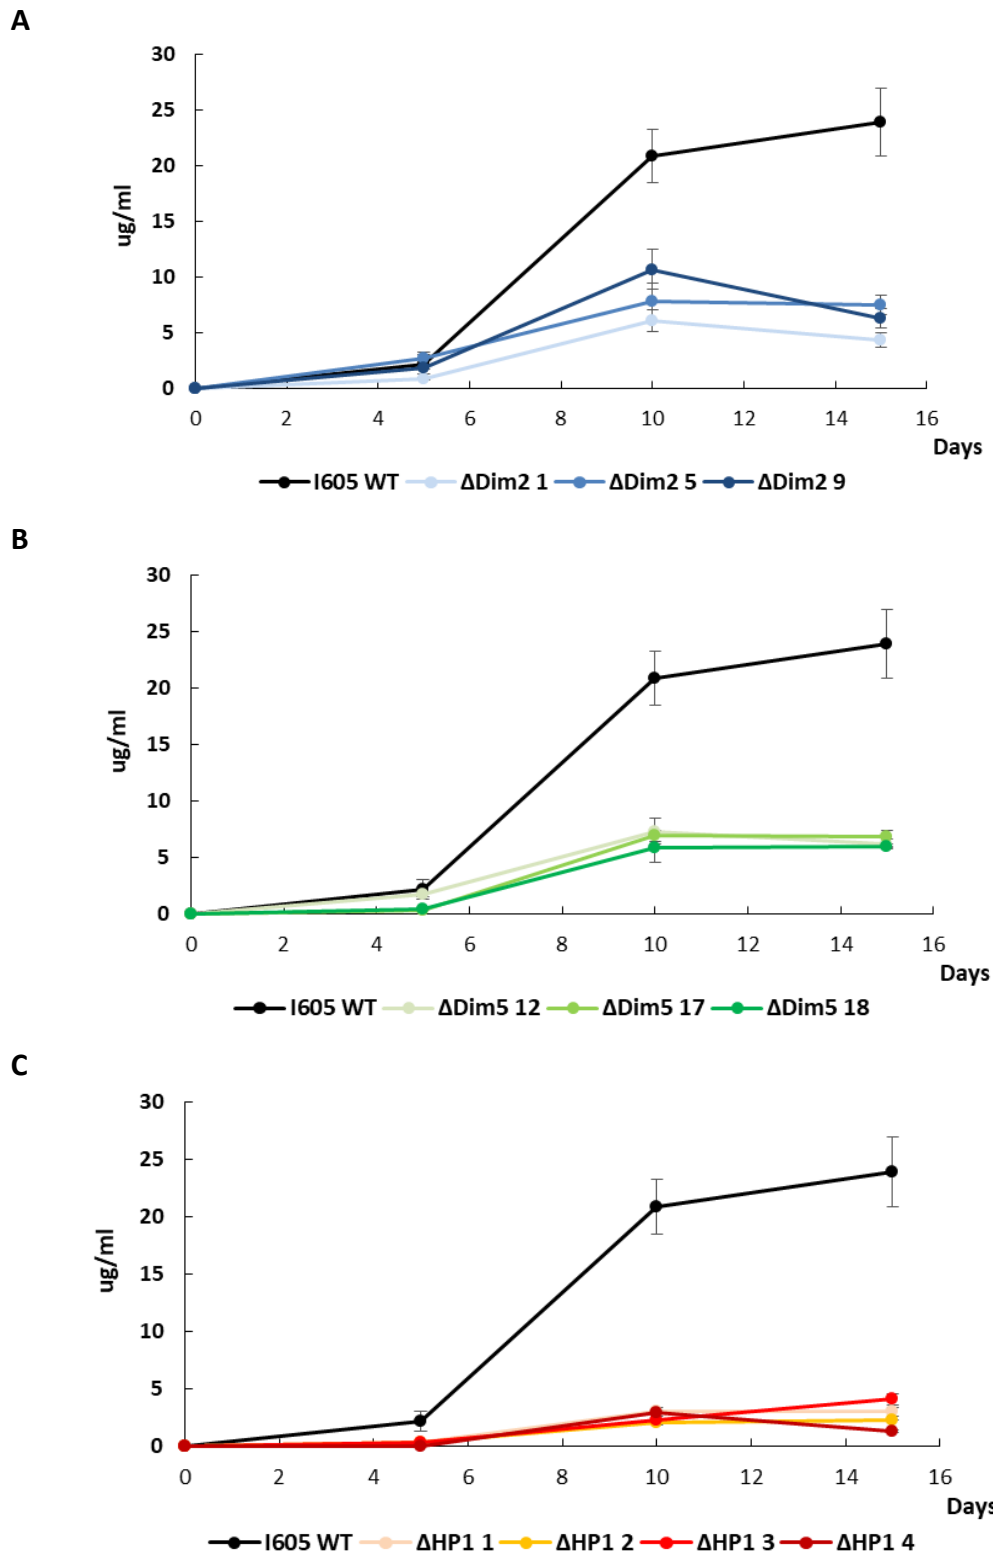 A
30
25
20
15
10
5
0
ug/ml
0 2 4 6 8 10 12 14 16
Days
I605 WT ΔDim2 1 ΔDim2 5 ΔDim2 9
B
30
25
20
15
10
5
0
ug/ml
0 2 4 6 8 10 12 14 16
Days
I605 WT ΔDim5 12 ΔDim5 17 ΔDim5 18
C
30
25
20
15
10
5
0
ug/ml
0 2 4 6 8 10 12 14 16
Days
I605 WT ΔHP1 1 ΔHP1 2 ΔHP1 3 ΔHP1 4